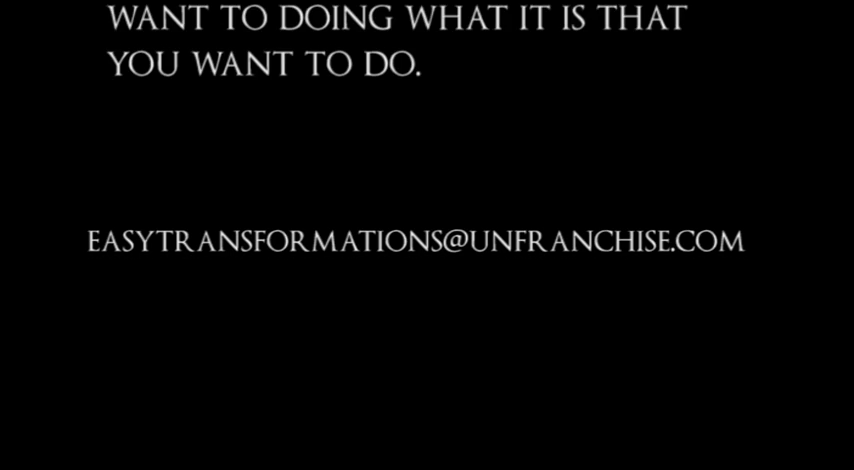 WANT TO DOING WHAT IT IS THAT
YOU WANT TO DO.
EASYTRANSFORMATIONS@UNFRANCHISE.COM